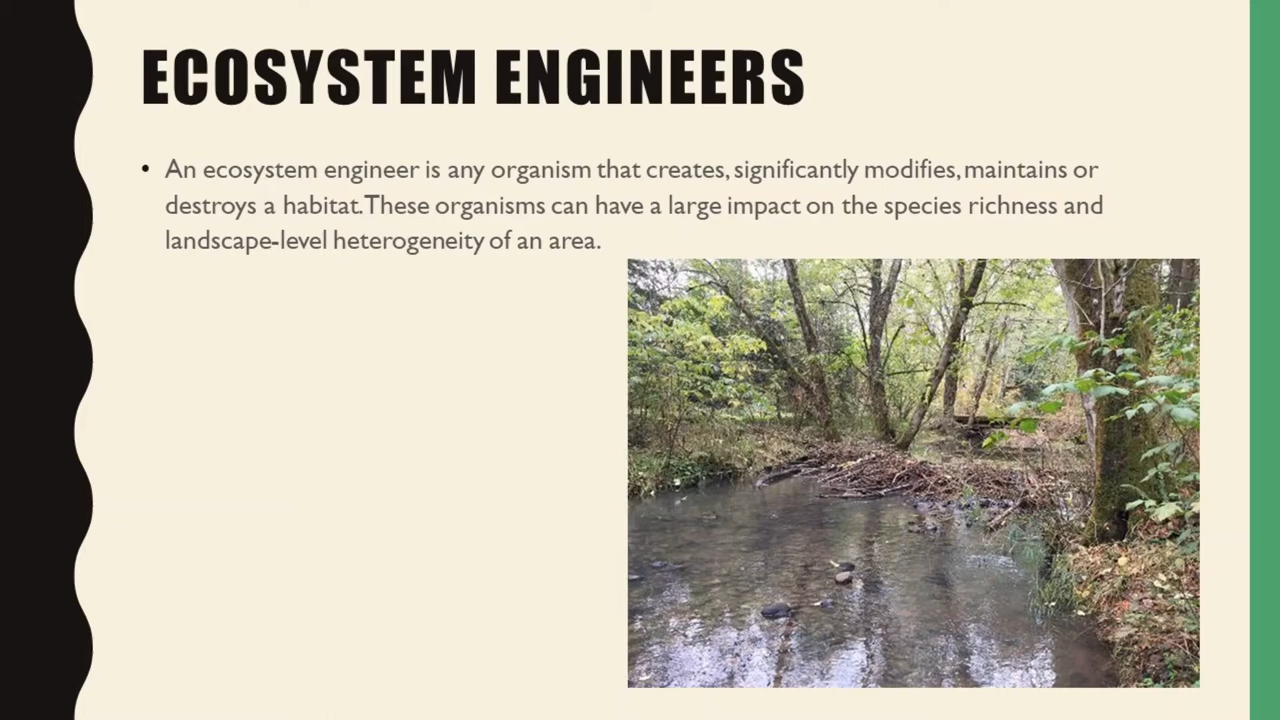 ECOSYSTEM ENGINEERS
• An ecosystem engineer is any organism that creates, significantly modifies, maintains or
destroys a habitat. These organisms can have a large impact on the species richness and
landscape-level heterogeneity of an area.